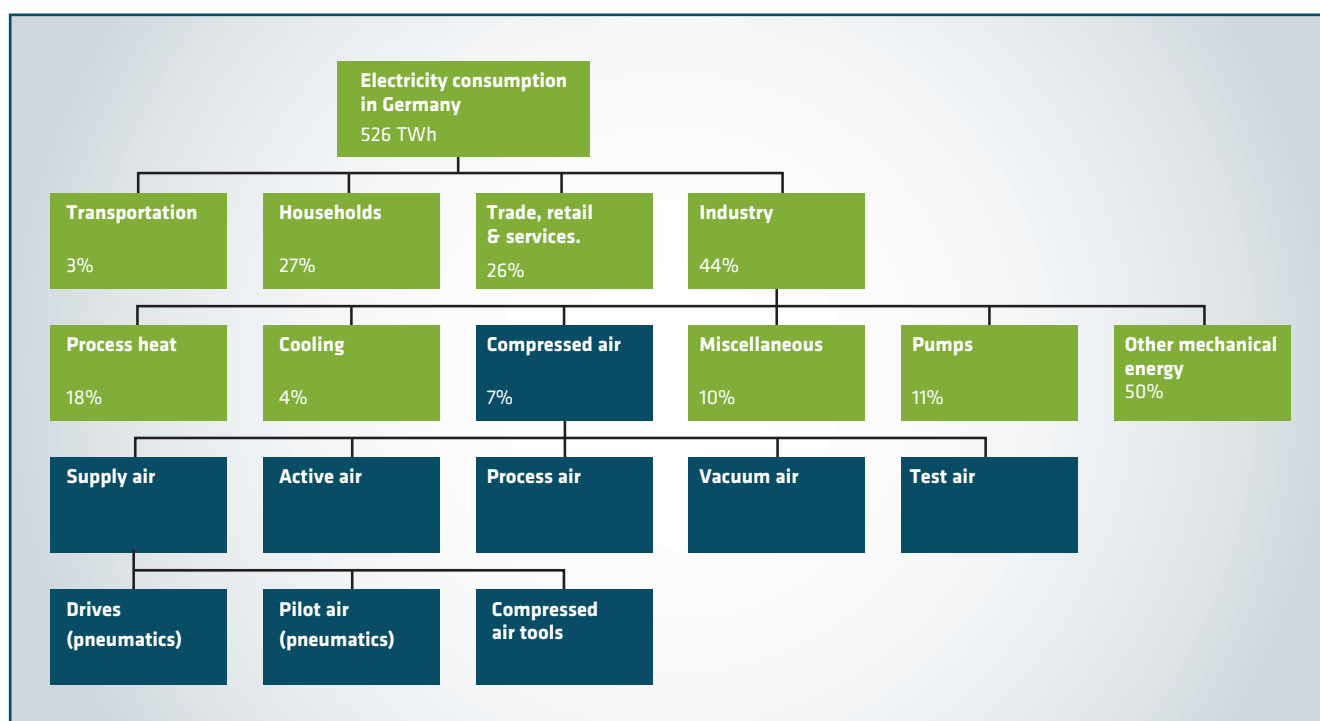 Electricity consumption
in Germany
526 TWh
Transportation
3%
Households
27%
Trade, retail
& services.
26%
Industry
44%
Process heat
18%
Cooling
4%
Compressed air
7%
Miscellaneous
10%
Pumps
11%
Other mechanical
energy
50%
Supply air
Active air
Process air
Vacuum air
Test air
Drives
(pneumatics)
Pilot air
(pneumatics)
Compressed
air tools